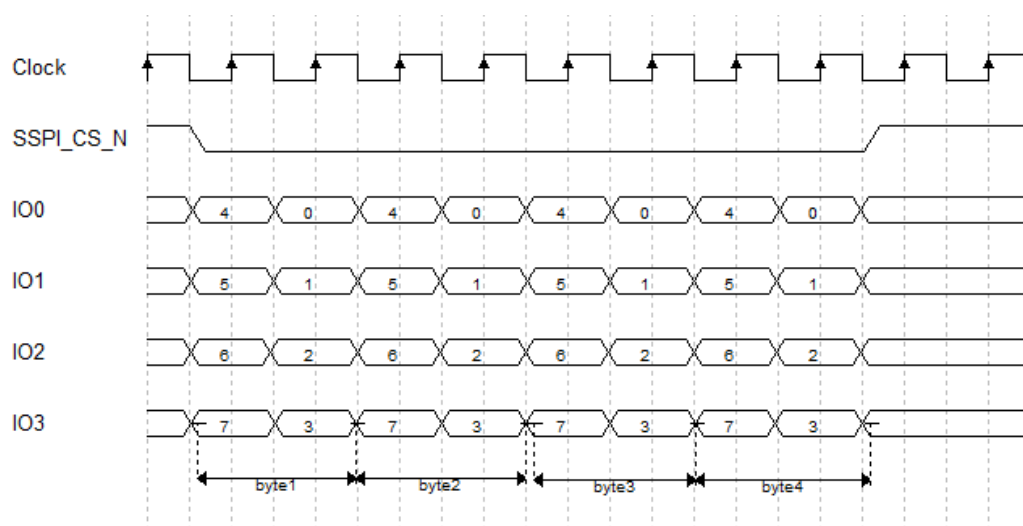 Clock
SSPI_CS_N
IO0 4 0 4 0 4 0 4 0
IO1 5 1 5 1 5 1 5 1
IO2 6 2 6 2 6 2 6 2
IO3 7 3 7 3 7 3 7 3
byte1 byte2 byte3 byte4